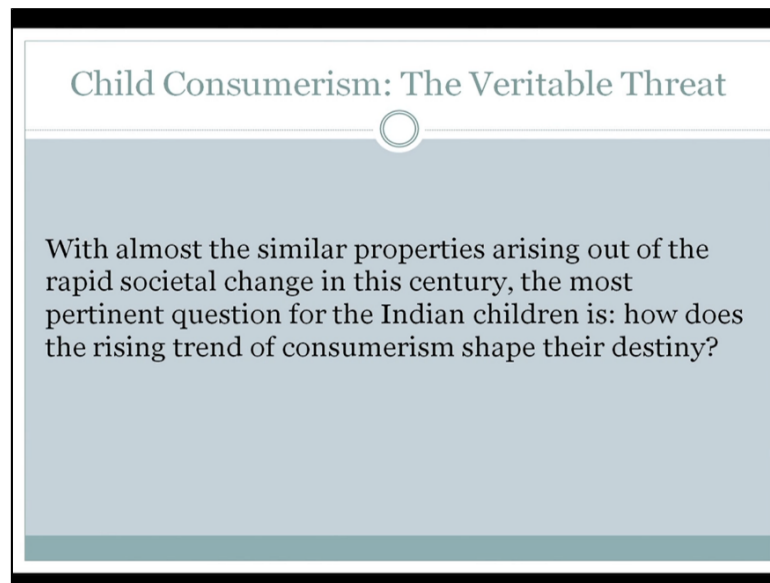 Child Consumerism: The Veritable Threat
With almost the similar properties arising out of the
rapid societal change in this century, the most
pertinent question for the Indian children is: how does
the rising trend of consumerism shape their destiny?